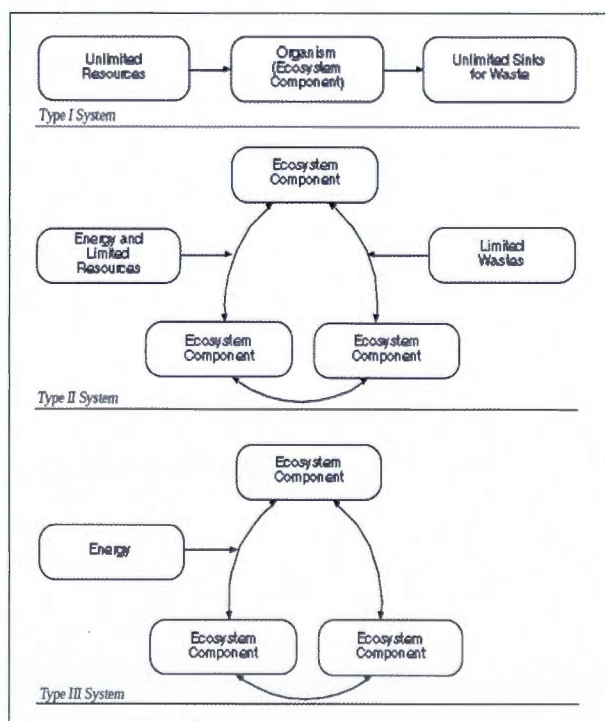 Unlimited
Resources
Organism
(Ecosystem
Component)
Unlimited Sinks
for Waste
Type I System
Ecosystem
Component
Energy and
Limited
Resources
Limited
Wastes
Ecosystem
Component
Ecosystem
Component
Type II System
Ecosystem
Component
Energy
Ecosystem
Component
Ecosystem
Component
Type III System